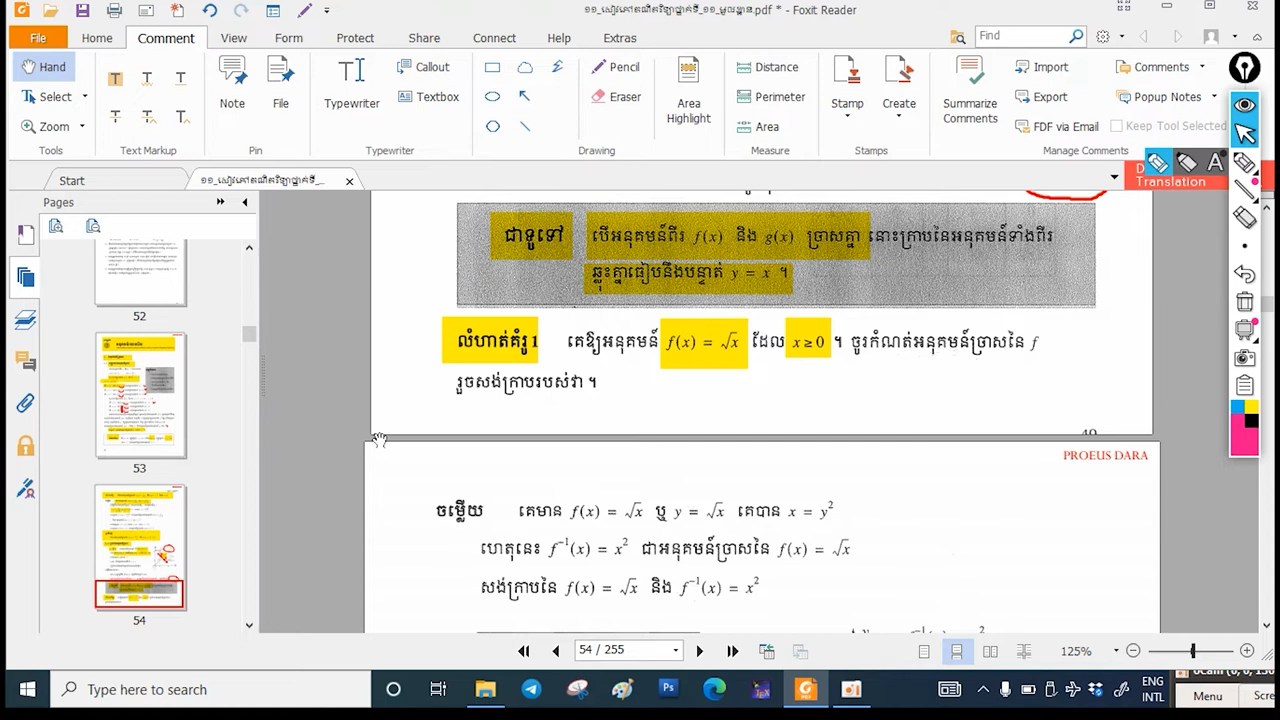 File Home Comment View Form Protect Share Connect Help Extras Find
Hand
Select
Zoom
Tools
Text Markup
Note File
Pin
Typewriter
Callout
Textbox
Typewriter
Pencil
Eraser
Area Highlight
Drawing
Distance
Perimeter
Area
Measure
Stamp Create
Stamps
Summarize Comments
Import
Export
FDF via Email
Comments
Popup Notes
Keep Tool Selected
Manage Comments
Start
Translation
Pages
ជាទូទៅ បើអនុគមន៍ពីរ f(x) និង g(x) ច្រាសគ្នា នោះក្រាបនៃអនុគមន៍ទាំងពីរ
ឆ្លុះគ្នាធៀបនឹងបន្ទាត់ y = x ។
លំហាត់គំរូ 1 គេឱ្យអនុគមន៍ f(x) = √x ដែល x ≥ 0 ។ ចូរកំណត់អនុគមន៍ច្រាសនៃ f
រួចសង់ក្រាបរបស់វា ។
PROEUS DARA
ចម្លើយ គេមាន f(x) = √x ឬ y = √x គេបាន x = y²
ហេតុនេះ f⁻¹(x) = x² ជាអនុគមន៍ច្រាសនៃ f(x) = √x
សង់ក្រាបនៃ f(x) = √x និង f⁻¹(x) = x²
52
53
54
54 / 255
125%
Type here to search
ENG
INTL
Menu